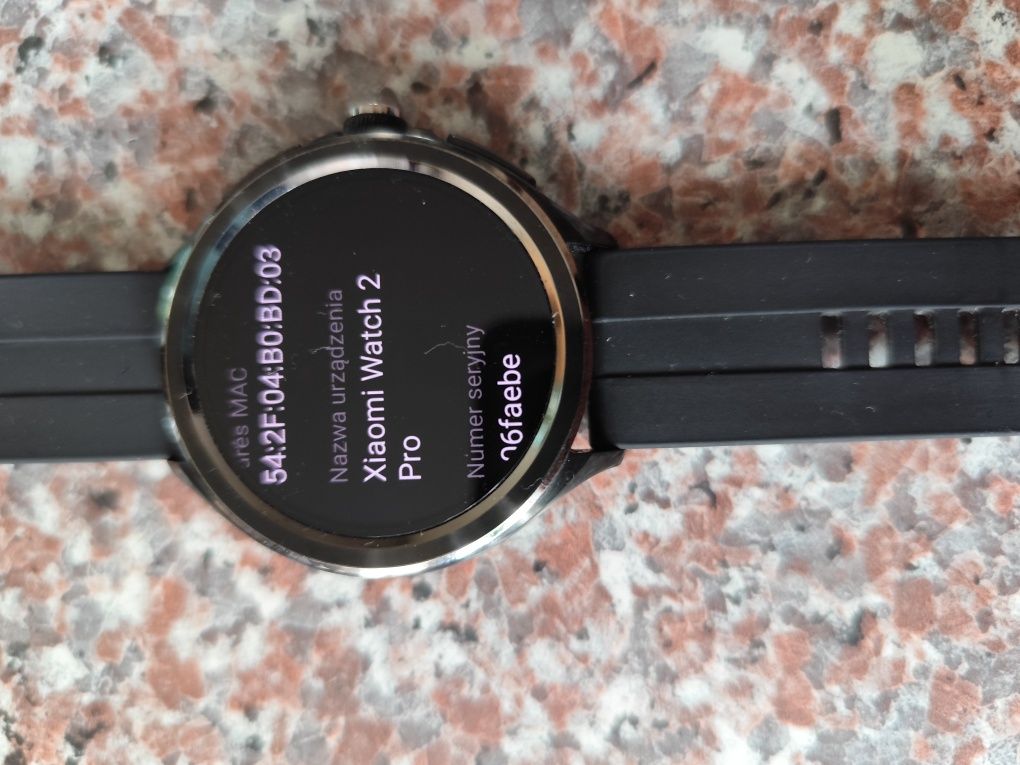 54:2F:04:B0:BD:03
Nazwa urządzenia
Xiaomi Watch 2
Pro
Numer seryjny